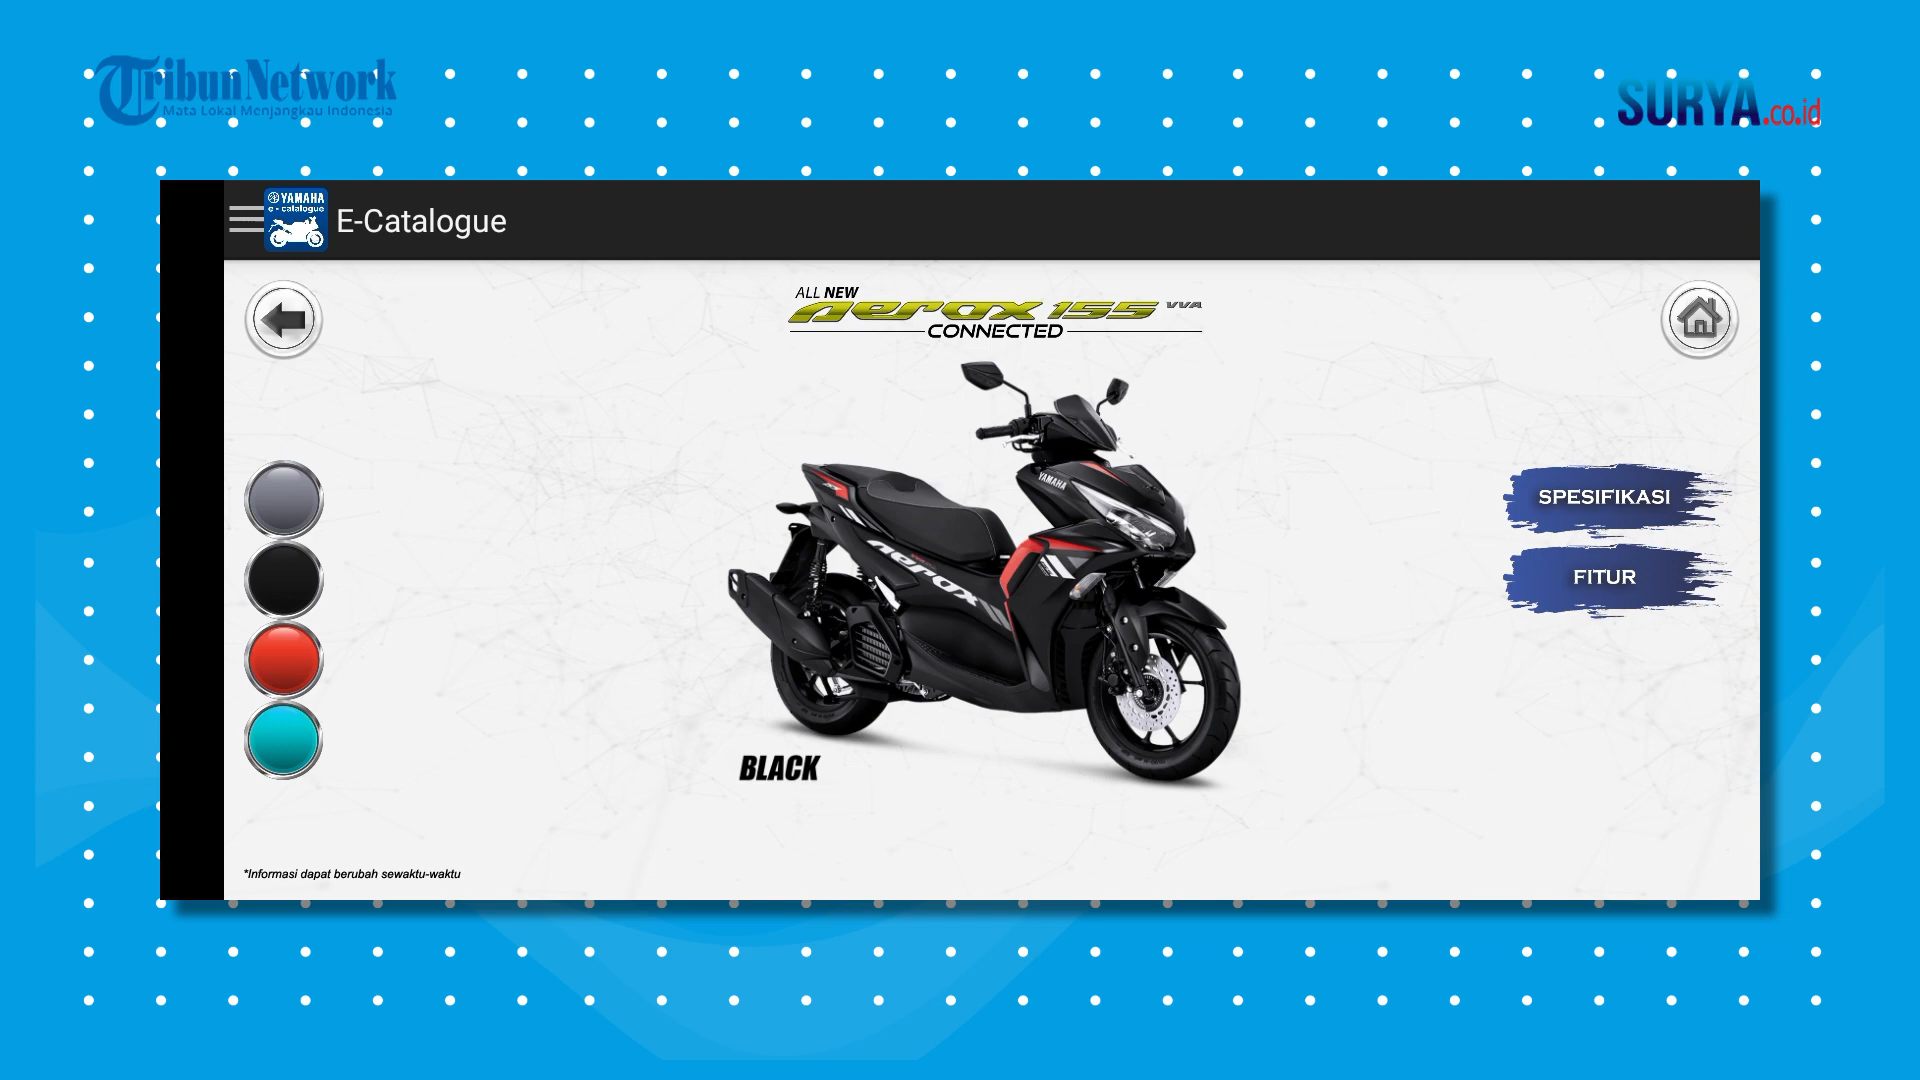 TribunNetwork
Mata Lokal Menjangkau Indonesia
SURYA.co.id
YAMAHA
e - catalogue
E-Catalogue
ALL NEW
AEROX 155 VVA
CONNECTED
YAMAHA
AEROX
SPESIFIKASI
FITUR
BLACK
*Informasi dapat berubah sewaktu-waktu